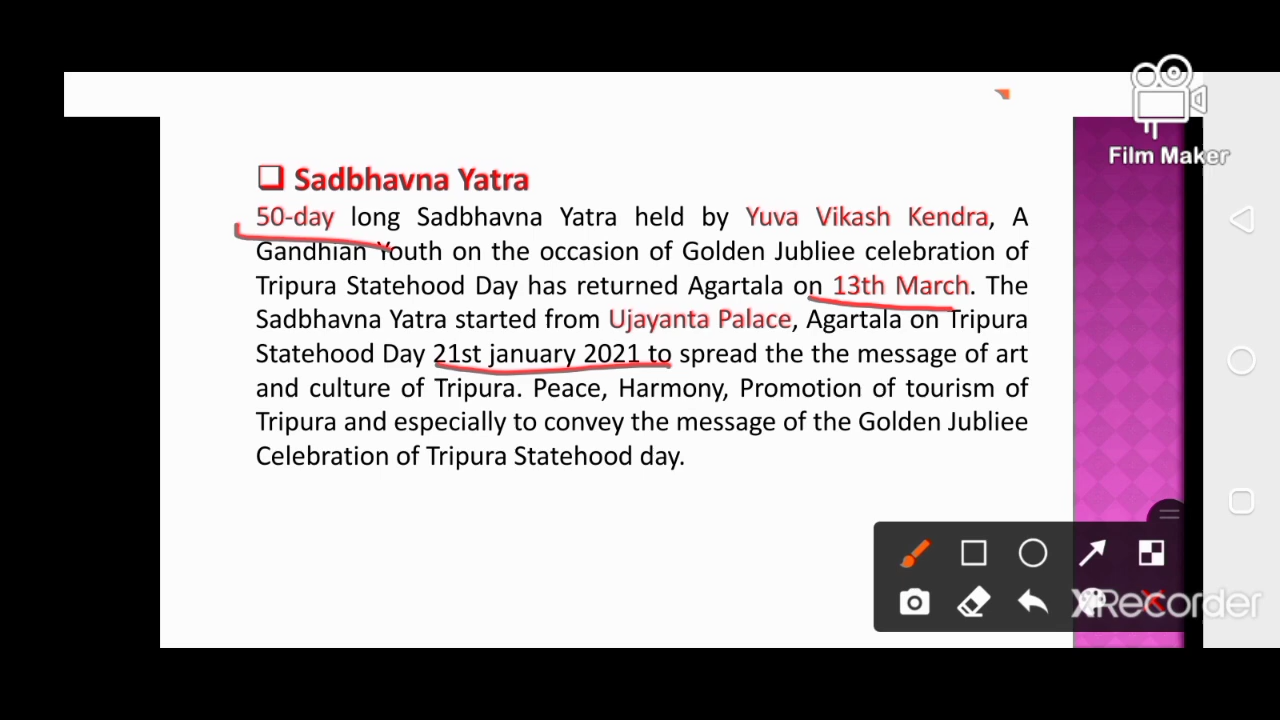 Film Maker
❑ Sadbhavna Yatra
50-day long Sadbhavna Yatra held by Yuva Vikash Kendra, A
Gandhian Youth on the occasion of Golden Jubliee celebration of
Tripura Statehood Day has returned Agartala on 13th March. The
Sadbhavna Yatra started from Ujayanta Palace, Agartala on Tripura
Statehood Day 21st january 2021 to spread the the message of art
and culture of Tripura. Peace, Harmony, Promotion of tourism of
Tripura and especially to convey the message of the Golden Jubliee
Celebration of Tripura Statehood day.
XRecorder